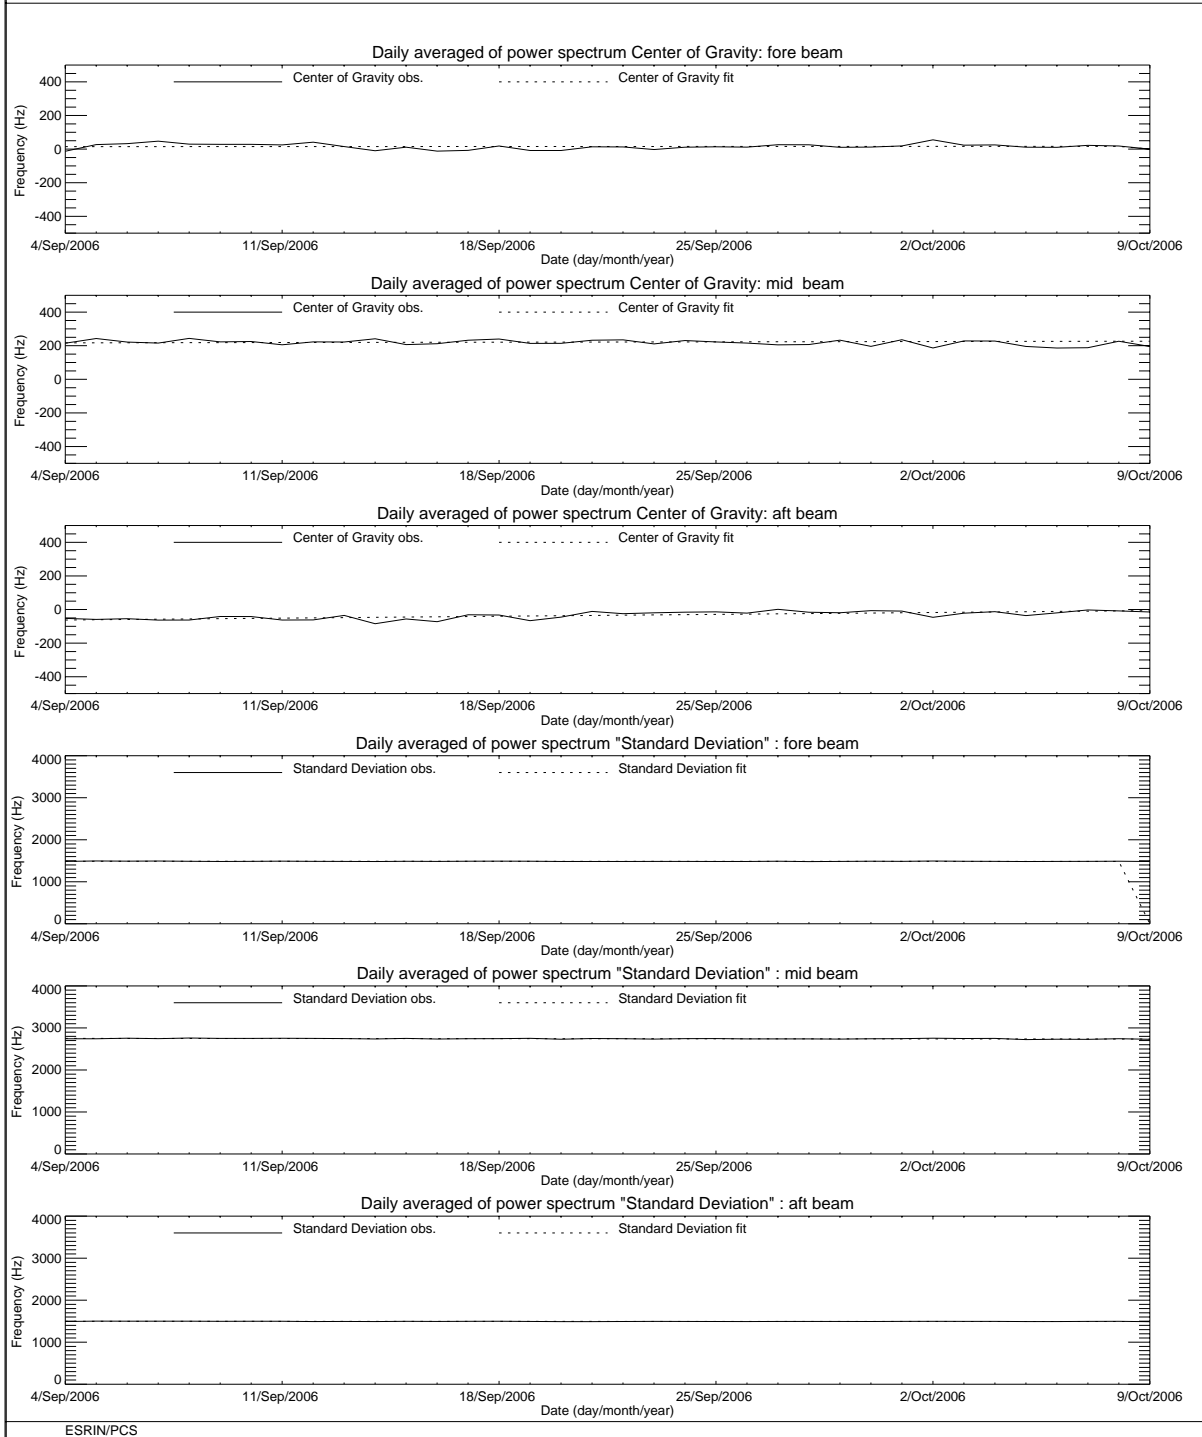 Daily averaged of power spectrum Center of Gravity: fore beam
Center of Gravity obs. Center of Gravity fit
400
200
0
-200
-400
Frequency (Hz)
4/Sep/2006 11/Sep/2006 18/Sep/2006 25/Sep/2006 2/Oct/2006 9/Oct/2006
Date (day/month/year)
Daily averaged of power spectrum Center of Gravity: mid beam
Center of Gravity obs. Center of Gravity fit
400
200
0
-200
-400
Frequency (Hz)
4/Sep/2006 11/Sep/2006 18/Sep/2006 25/Sep/2006 2/Oct/2006 9/Oct/2006
Date (day/month/year)
Daily averaged of power spectrum Center of Gravity: aft beam
Center of Gravity obs. Center of Gravity fit
400
200
0
-200
-400
Frequency (Hz)
4/Sep/2006 11/Sep/2006 18/Sep/2006 25/Sep/2006 2/Oct/2006 9/Oct/2006
Date (day/month/year)
Daily averaged of power spectrum "Standard Deviation" : fore beam
Standard Deviation obs. Standard Deviation fit
4000
3000
2000
1000
0
Frequency (Hz)
4/Sep/2006 11/Sep/2006 18/Sep/2006 25/Sep/2006 2/Oct/2006 9/Oct/2006
Date (day/month/year)
Daily averaged of power spectrum "Standard Deviation" : mid beam
Standard Deviation obs. Standard Deviation fit
4000
3000
2000
1000
0
Frequency (Hz)
4/Sep/2006 11/Sep/2006 18/Sep/2006 25/Sep/2006 2/Oct/2006 9/Oct/2006
Date (day/month/year)
Daily averaged of power spectrum "Standard Deviation" : aft beam
Standard Deviation obs. Standard Deviation fit
4000
3000
2000
1000
0
Frequency (Hz)
4/Sep/2006 11/Sep/2006 18/Sep/2006 25/Sep/2006 2/Oct/2006 9/Oct/2006
Date (day/month/year)
ESRIN/PCS